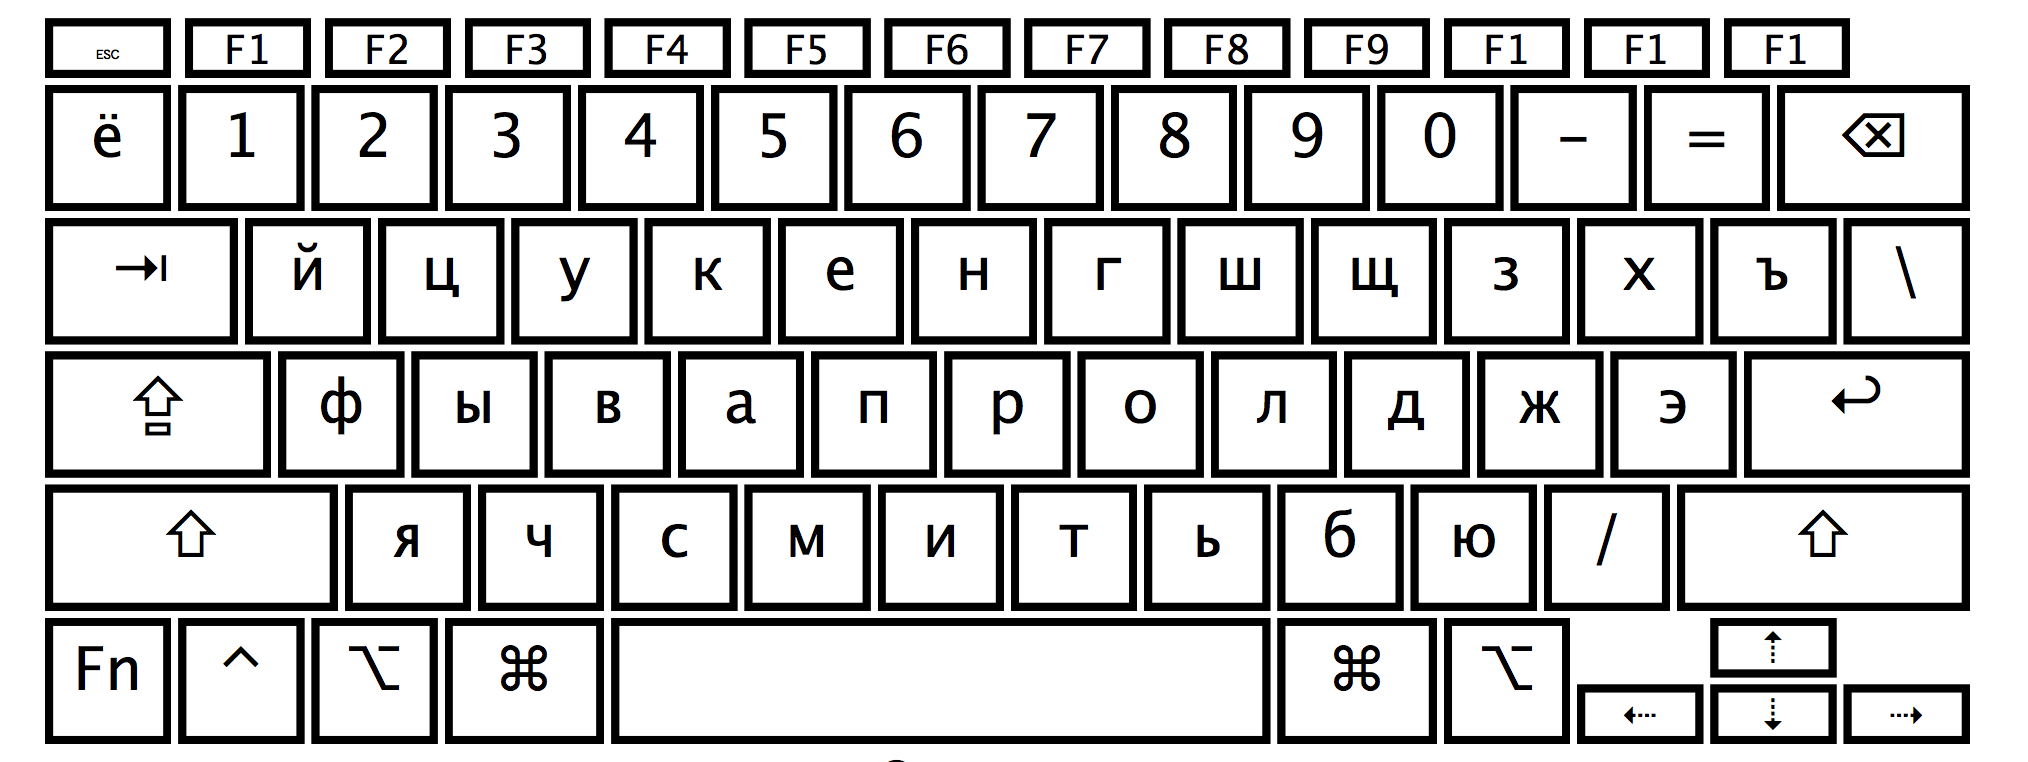 ESC F1 F2 F3 F4 F5 F6 F7 F8 F9 F1 F1 F1
ё 1 2 3 4 5 6 7 8 9 0 - = ⌫
⇥ й ц у к е н г ш щ з х ъ \
⇪ ф ы в а п р о л д ж э ↩
⇧ я ч с м и т ь б ю / ⇧
Fn ^ ⌥ ⌘ ⌘ ⌥ ⇡
⇠ ⇣ ⇢